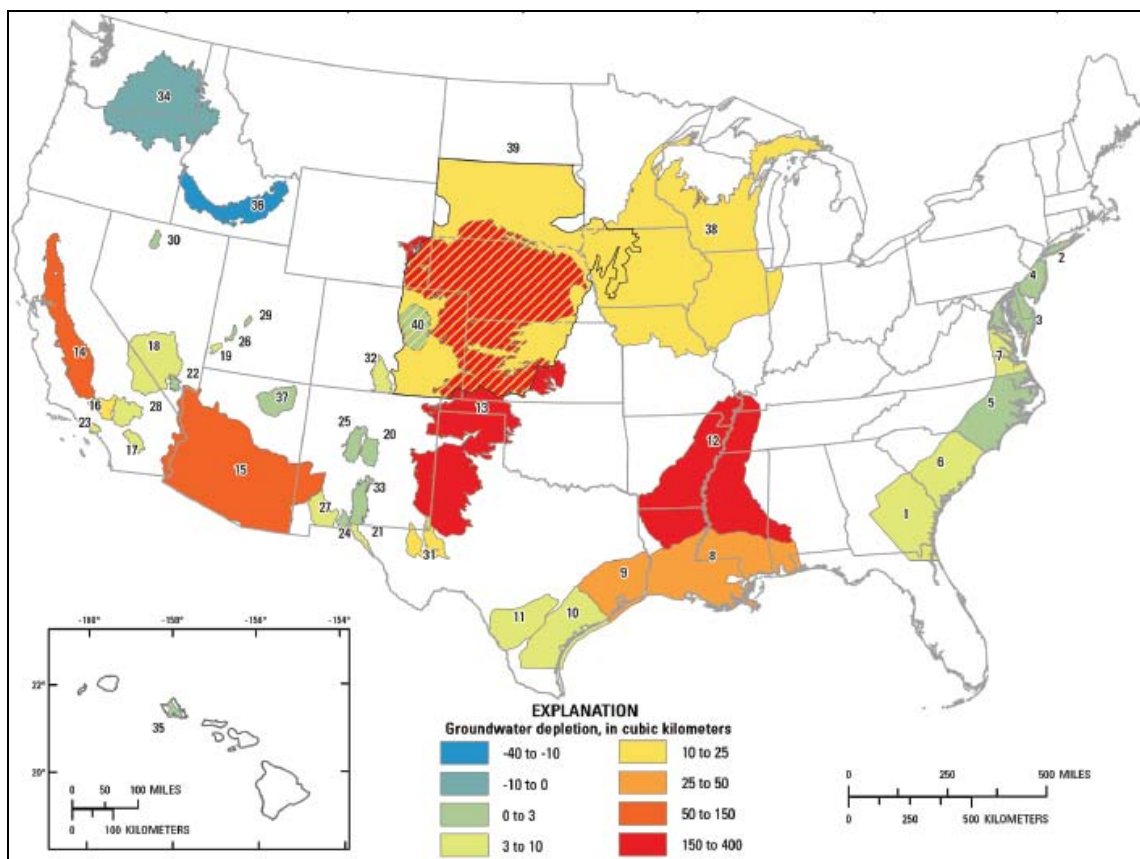 39
34
38
36
30
2
4
40
3
29
26
18
19
7
14
32
22
37
5
16
28
13
25
20
12
23
17
6
15
33
1
27
24
21
31
8
9
11
10
-160° -158° -156° -154°
22°
35
20°
0 50 100 MILES
0 100 KILOMETERS
EXPLANATION
Groundwater depletion, in cubic kilometers
-40 to -10
-10 to 0
0 to 3
3 to 10
10 to 25
25 to 50
50 to 150
150 to 400
0 250 500 MILES
0 250 500 KILOMETERS